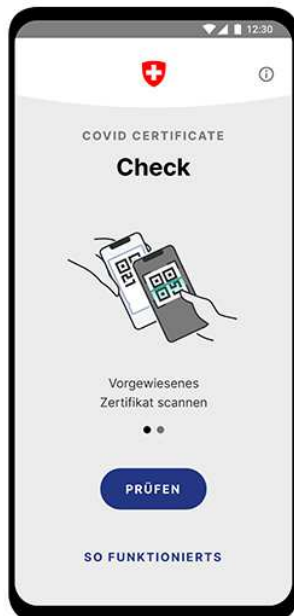 12:30
COVID CERTIFICATE
Check
Vorgewiesenes
Zertifikat scannen
PRÜFEN
SO FUNKTIONIERTS